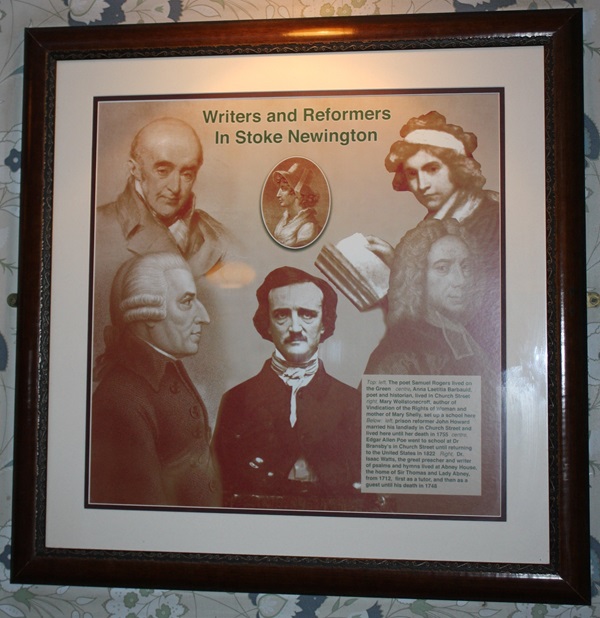 Writers and Reformers
In Stoke Newington
Top: left The poet Samuel Rogers lived on
the Green centre, Anna Laetitia Barbauld,
poet and historian, lived in Church Street
right Mary Wollstonecroft, author of
Vindication of the Rights of Woman and
mother of Mary Shelly, set up a school here
Below: left, prison reformer John Howard
married his landlady in Church Street and
lived here until her death in 1755 centre
Edgar Allen Poe went to school at Dr
Bransby's in Church Street until returning
to the United States in 1822 Right, Dr.
Isaac Watts, the great preacher and writer
of psalms and hymns lived at Abney House,
the home of Sir Thomas and Lady Abney,
from 1712, first as a tutor, and then as a
guest until his death in 1748